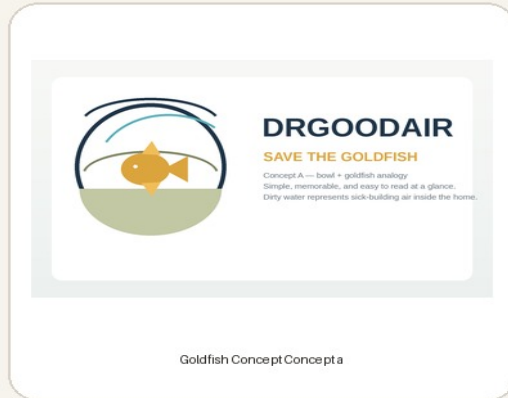 DRGOODAIR
SAVE THE GOLDFISH
Concept A — bowl + goldfish analogy
Simple, memorable, and easy to read at a glance.
Dirty water represents sick-building air inside the home.
Goldfish Concept Concept a